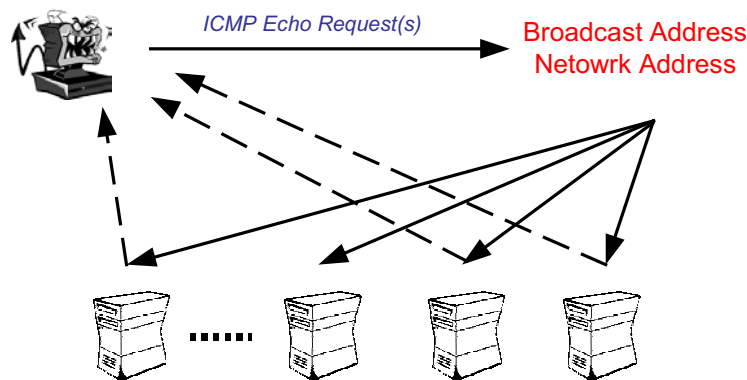 ICMP Echo Request(s)
Broadcast Address
Netowrk Address